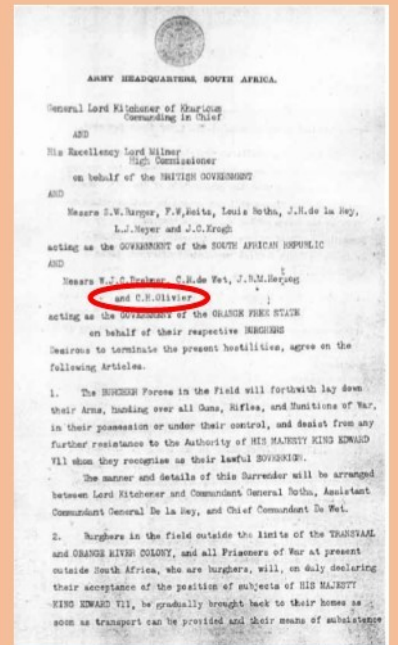 ARMY HEADQUARTERS, SOUTH AFRICA.
General Lord Kitchener of Khartoum
Commanding in Chief
AND
His Excellency Lord Milner
High Commissioner
on behalf of the BRITISH GOVERNMENT
AND
Messrs S.W.Burger, F.W.Reitz, Louis Botha, J.H.de la Rey,
L.J.Meyer and J.C.Krogh
acting as the GOVERNMENT of the SOUTH AFRICAN REPUBLIC
AND
Messrs W.J.C.Brebner, C.R.de Wet, J.B.M.Hertzog
and C.H.Olivier
acting as the GOVERNMENT of the ORANGE FREE STATE
on behalf of their respective BURGHERS
Desirous to terminate the present hostilities, agree on the
following Articles.
1. The BURGHER Forces in the Field will forthwith lay down
their Arms, handing over all Guns, Rifles, and Munitions of War,
in their possession or under their control, and desist from any
further resistance to the Authority of HIS MAJESTY KING EDWARD
V11 whom they recognise as their lawful SOVEREIGN.
The manner and details of this Surrender will be arranged
between Lord Kitchener and Commandant General Botha, Assistant
Commandant General De la Rey, and Chief Commandant De Wet.
2. Burghers in the field outside the limits of the TRANSVAAL
and ORANGE RIVER COLONY, and all Prisoners of War at present
outside South Africa, who are burghers, will, on duly declaring
their acceptance of the position of subjects of HIS MAJESTY
KING EDWARD V11, be gradually brought back to their homes as
soon as transport can be provided and their means of subsistence